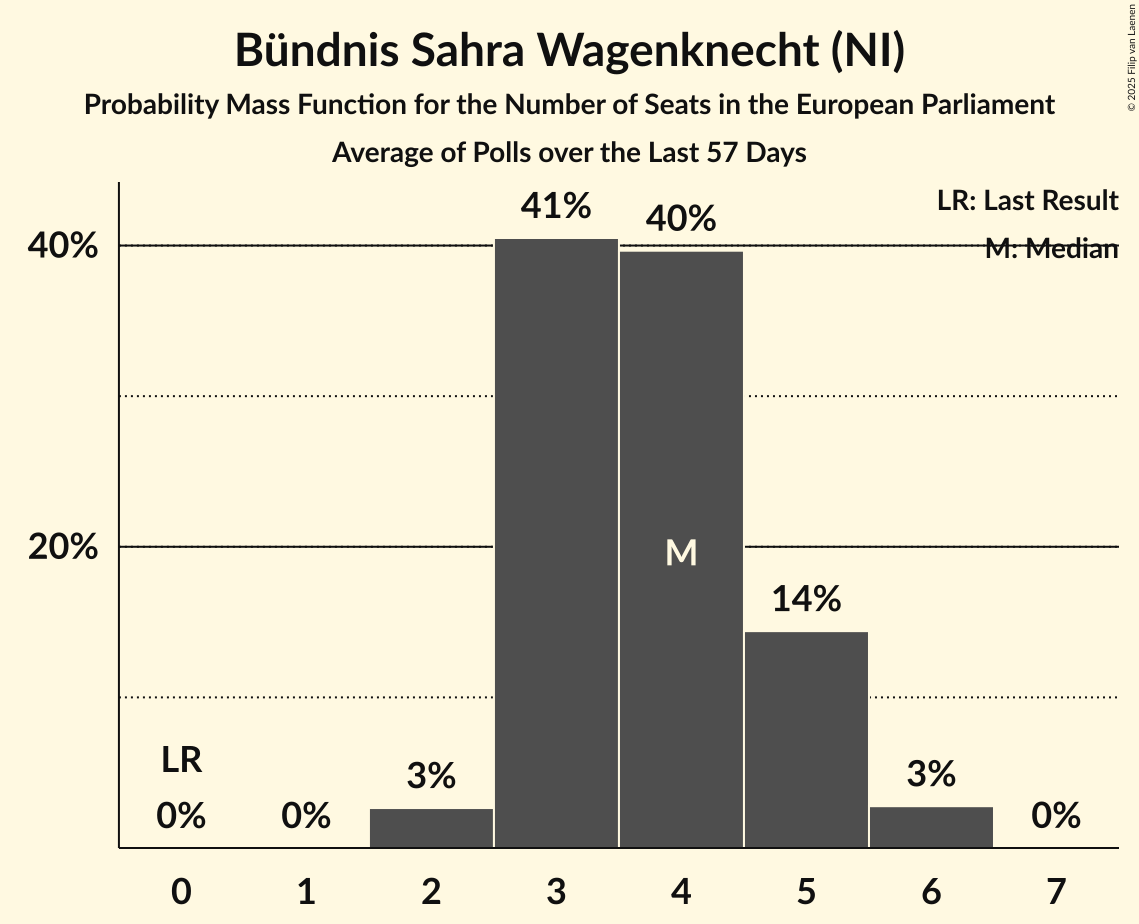 Bündnis Sahra Wagenknecht (NI)
Probability Mass Function for the Number of Seats in the European Parliament
Average of Polls over the Last 57 Days
© 2025 Filip van Laenen
LR: Last Result
M: Median
41%
40%
40%
20%
M
14%
LR
0%
0%
3%
3%
0%
0 1 2 3 4 5 6 7